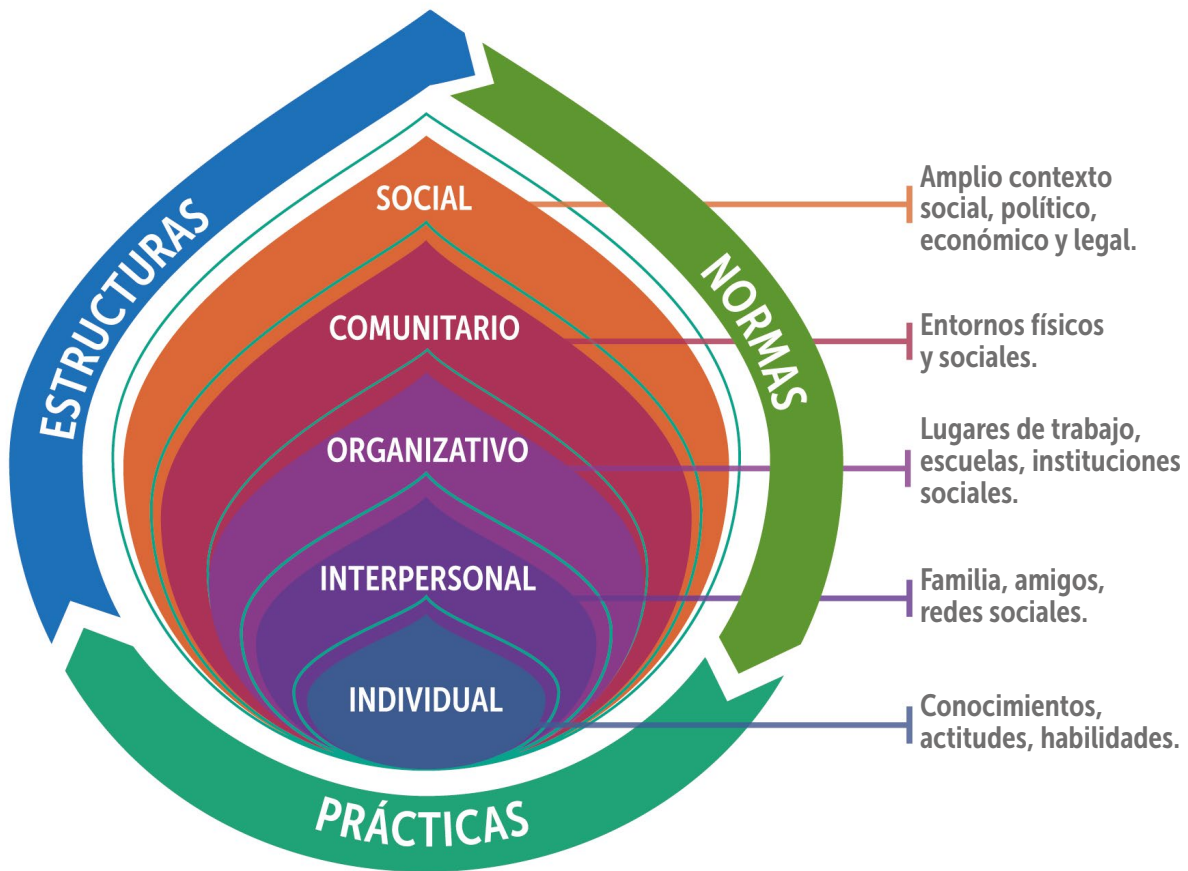 ESTRUCTURAS
NORMAS
PRÁCTICAS
SOCIAL
Amplio contexto
social, político,
económico y legal.
COMUNITARIO
Entornos físicos
y sociales.
ORGANIZATIVO
Lugares de trabajo,
escuelas, instituciones
sociales.
INTERPERSONAL
Familia, amigos,
redes sociales.
INDIVIDUAL
Conocimientos,
actitudes, habilidades.